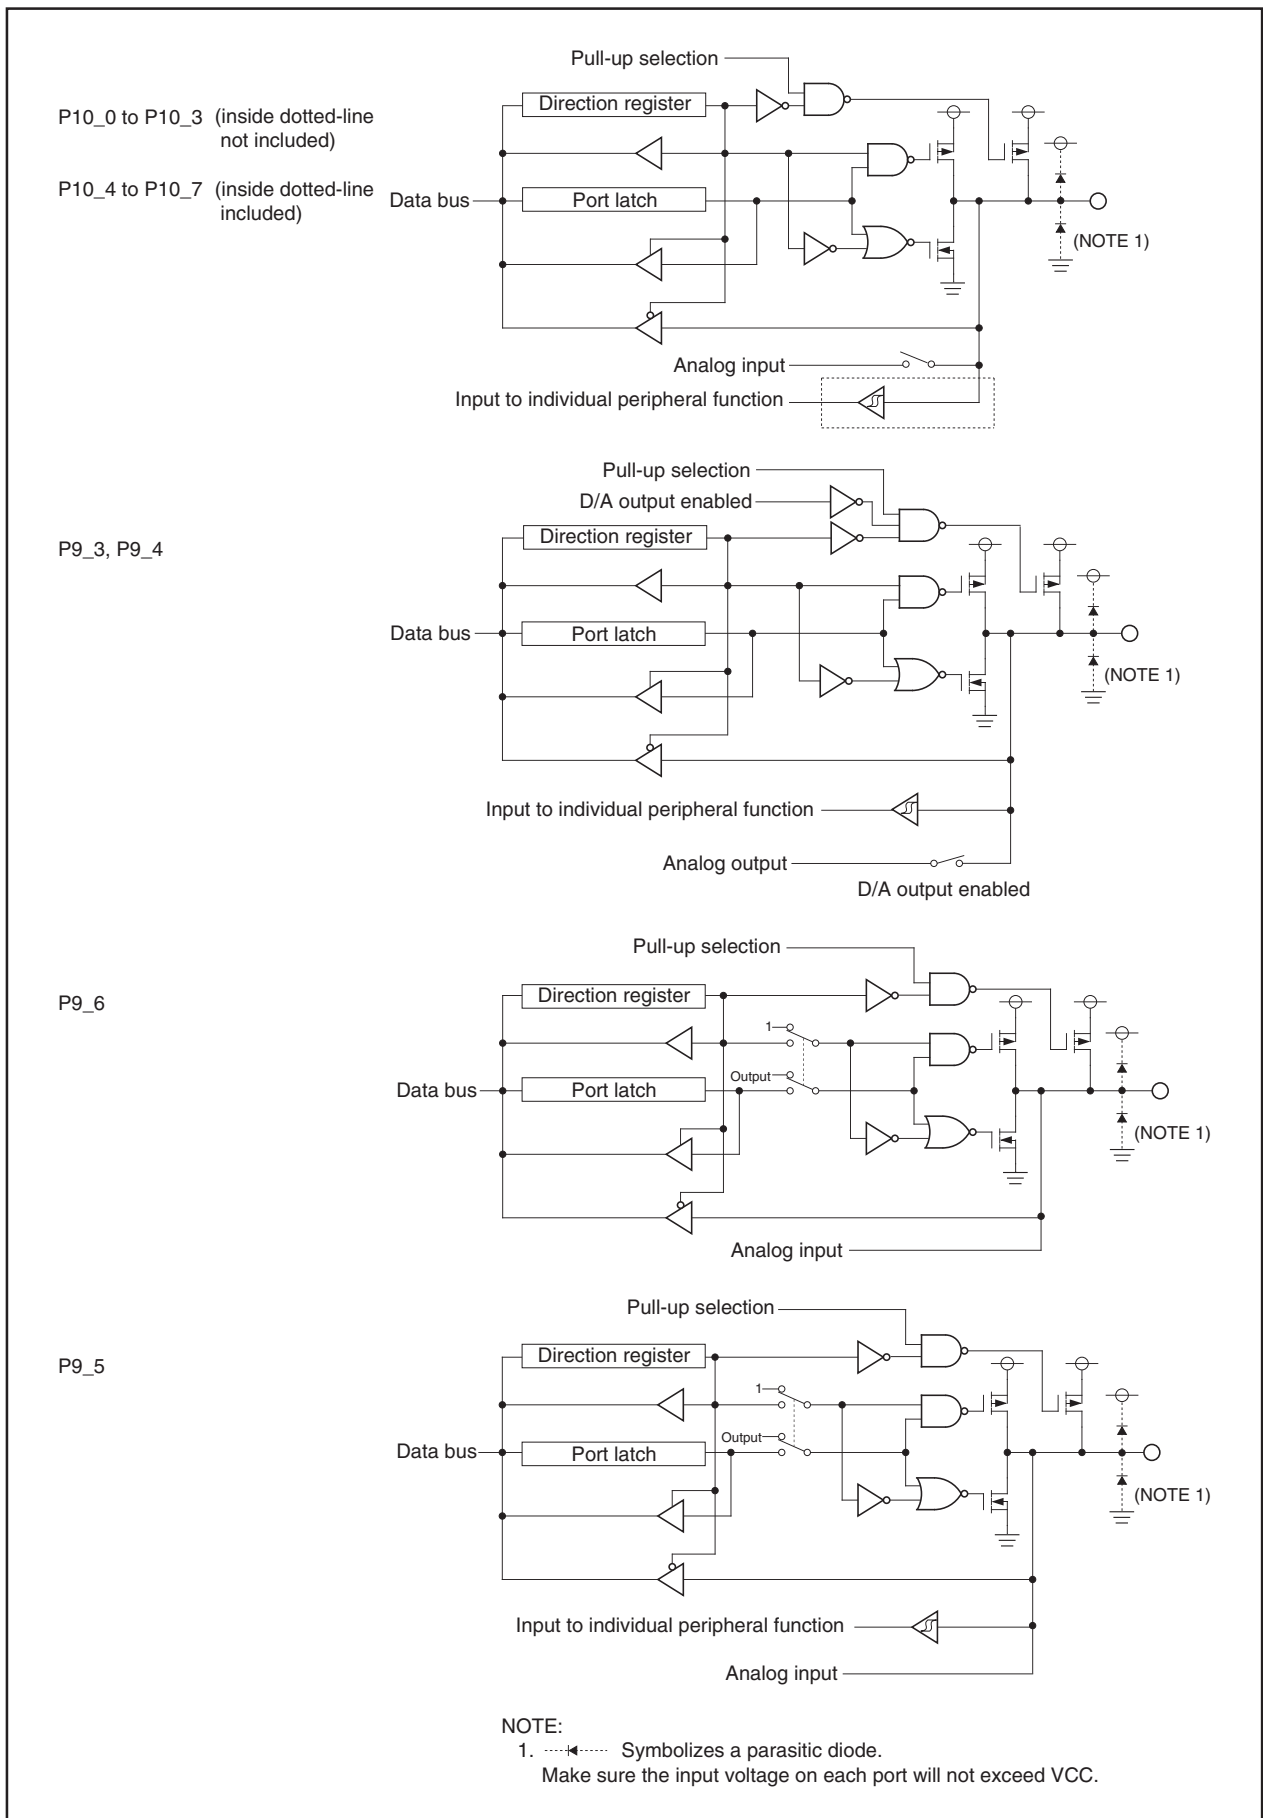 Pull-up selection
P10_0 to P10_3 (inside dotted-line
not included)
Direction register
P10_4 to P10_7 (inside dotted-line
included)
Data bus
Port latch
(NOTE 1)
Analog input
Input to individual peripheral function
Pull-up selection
D/A output enabled
P9_3, P9_4
Direction register
Data bus
Port latch
(NOTE 1)
Input to individual peripheral function
Analog output
D/A output enabled
Pull-up selection
P9_6
Direction register
1
Output
Data bus
Port latch
(NOTE 1)
Analog input
Pull-up selection
P9_5
Direction register
1
Output
Data bus
Port latch
(NOTE 1)
Input to individual peripheral function
Analog input
NOTE:
1. Symbolizes a parasitic diode.
Make sure the input voltage on each port will not exceed VCC.